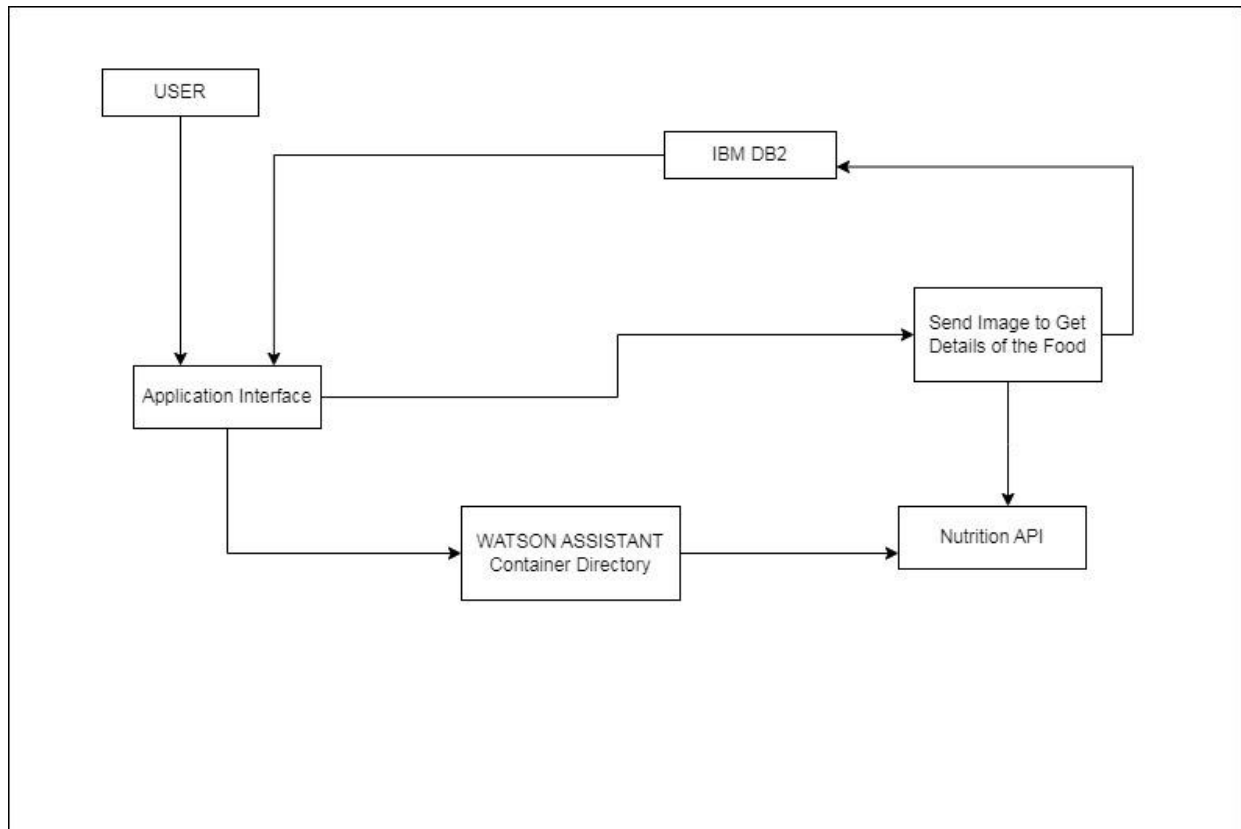 USER
IBM DB2
Send Image to Get
Details of the Food
Application Interface
WATSON ASSISTANT
Container Directory
Nutrition API